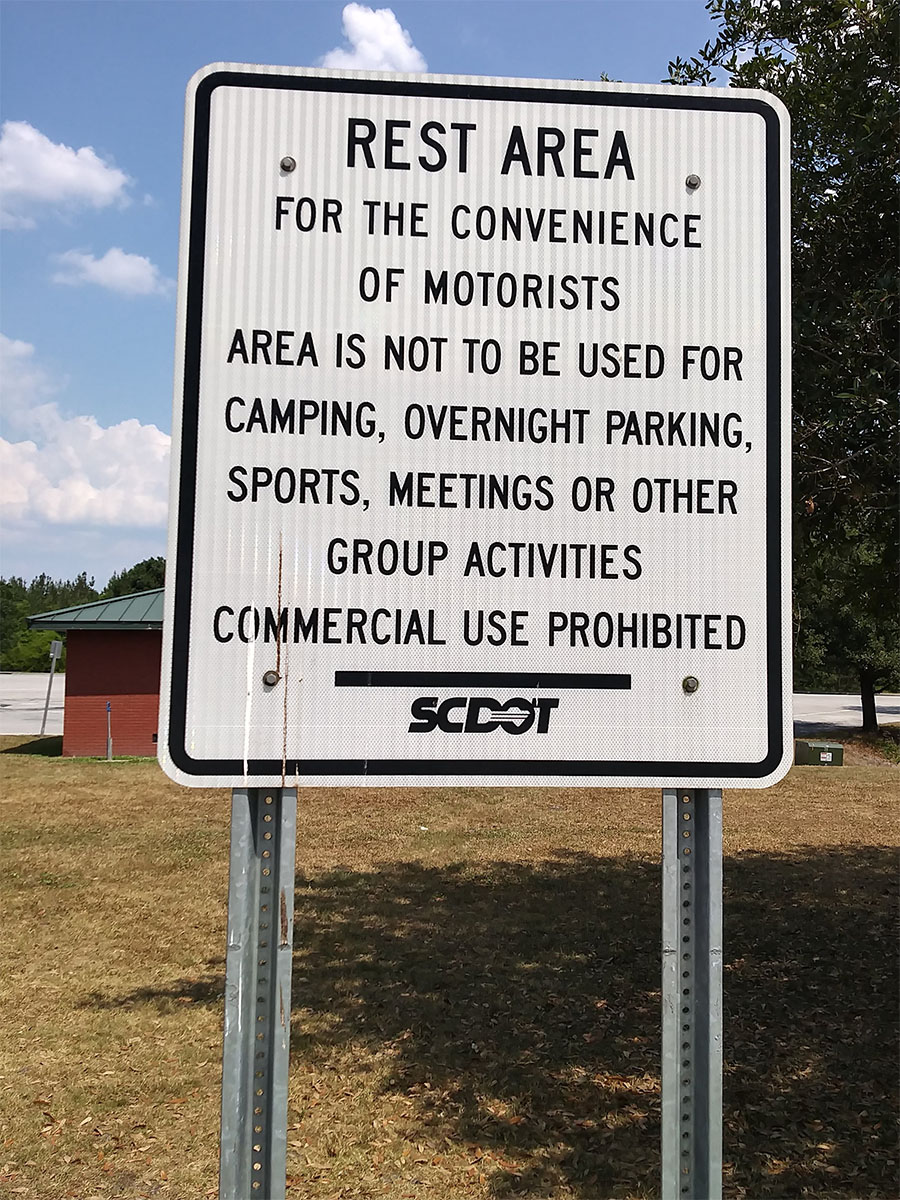 REST AREA
FOR THE CONVENIENCE
OF MOTORISTS
AREA IS NOT TO BE USED FOR
CAMPING, OVERNIGHT PARKING,
SPORTS, MEETINGS OR OTHER
GROUP ACTIVITIES
COMMERCIAL USE PROHIBITED
SCDOT